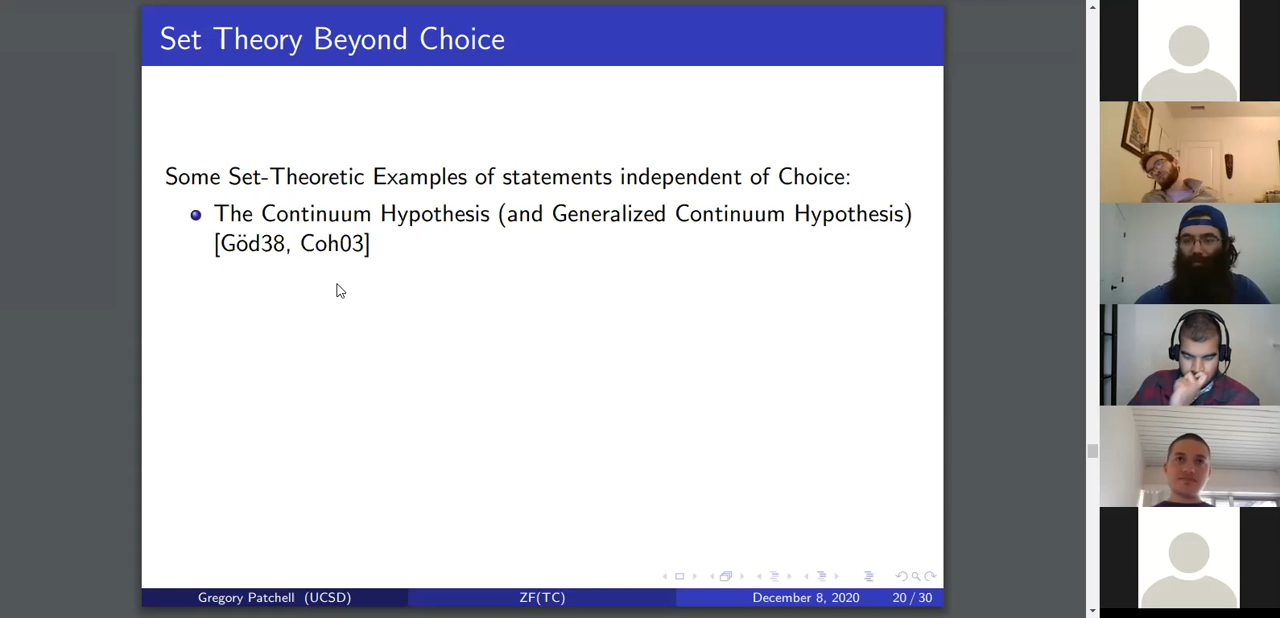 Set Theory Beyond Choice
Some Set-Theoretic Examples of statements independent of Choice:
The Continuum Hypothesis (and Generalized Continuum Hypothesis)
[Göd38, Coh03]
Gregory Patchell (UCSD) ZF(TC) December 8, 2020 20 / 30